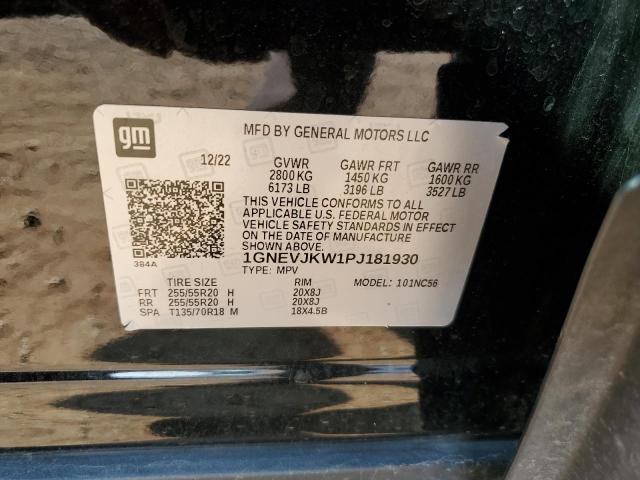 gm
MFD BY GENERAL MOTORS LLC
12/22 GVWR GAWR FRT GAWR RR
2800 KG 1450 KG 1600 KG
6173 LB 3196 LB 3527 LB
THIS VEHICLE CONFORMS TO ALL
APPLICABLE U.S. FEDERAL MOTOR
VEHICLE SAFETY STANDARDS IN EFFECT
ON THE DATE OF MANUFACTURE
SHOWN ABOVE.
384A
1GNEVJKW1PJ181930
TYPE: MPV MODEL: 101NC56
TIRE SIZE RIM
FRT 255/55R20 H 20X8J
RR 255/55R20 H 20X8J
SPA T135/70R18 M 18X4.5B